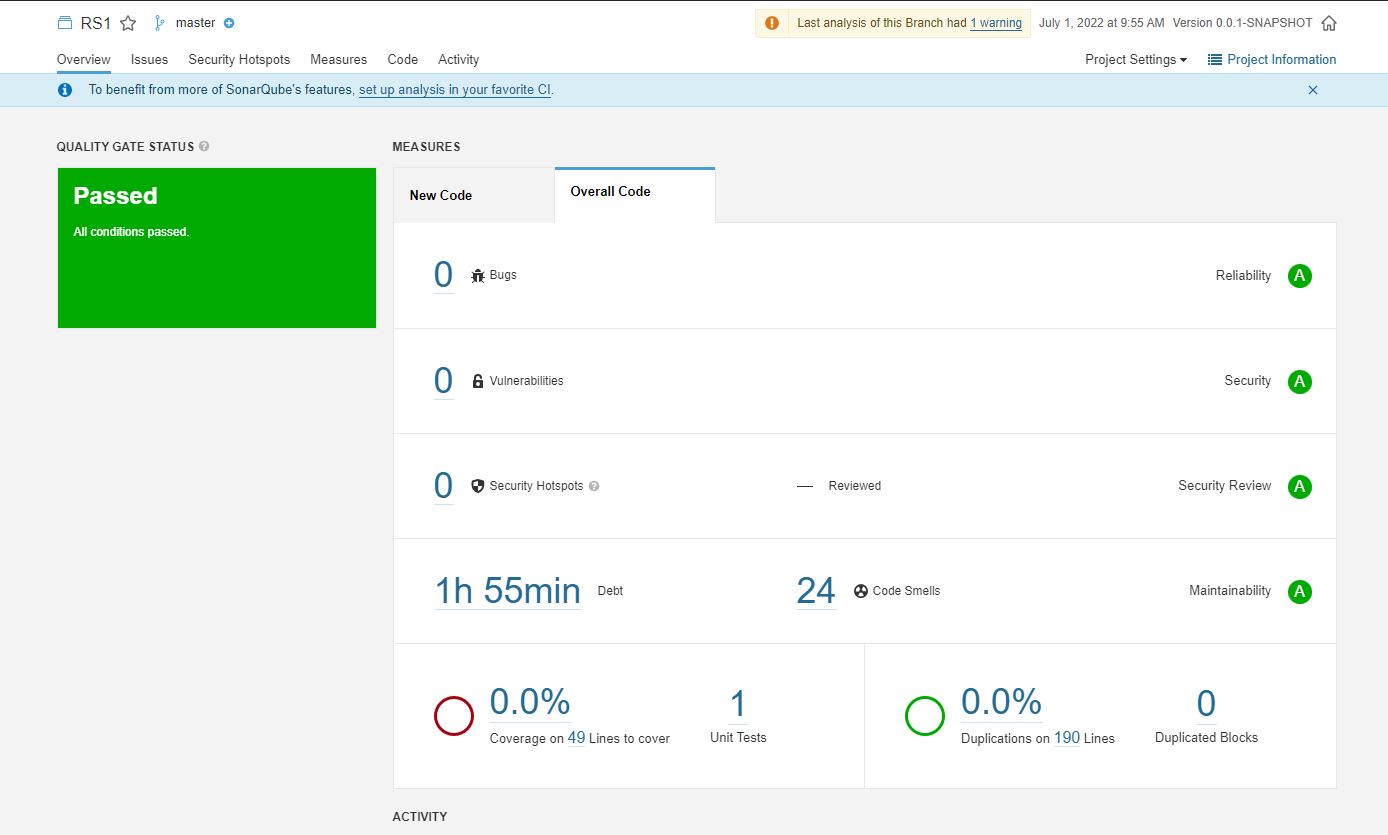 RS1 master Last analysis of this Branch had 1 warning July 1, 2022 at 9:55 AM Version 0.0.1-SNAPSHOT
Overview Issues Security Hotspots Measures Code Activity Project Settings Project Information
To benefit from more of SonarQube's features, set up analysis in your favorite CI.
QUALITY GATE STATUS
Passed
All conditions passed.
MEASURES
New Code Overall Code
0 Bugs Reliability A
0 Vulnerabilities Security A
0 Security Hotspots — Reviewed Security Review A
1h 55min Debt 24 Code Smells Maintainability A
0.0% 1
Coverage on 49 Lines to cover Unit Tests
0.0% 0
Duplications on 190 Lines Duplicated Blocks
ACTIVITY